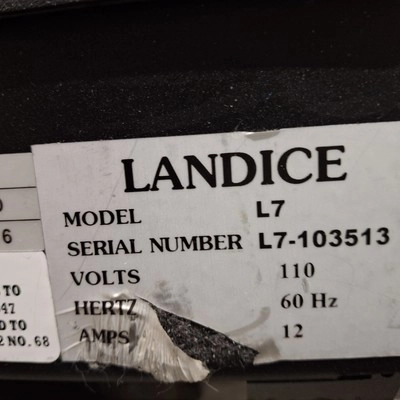 LANDICE
MODEL L7
SERIAL NUMBER L7-103513
VOLTS 110
HERTZ 60 Hz
AMPS 12
6
TO
47
D TO
2 NO. 68